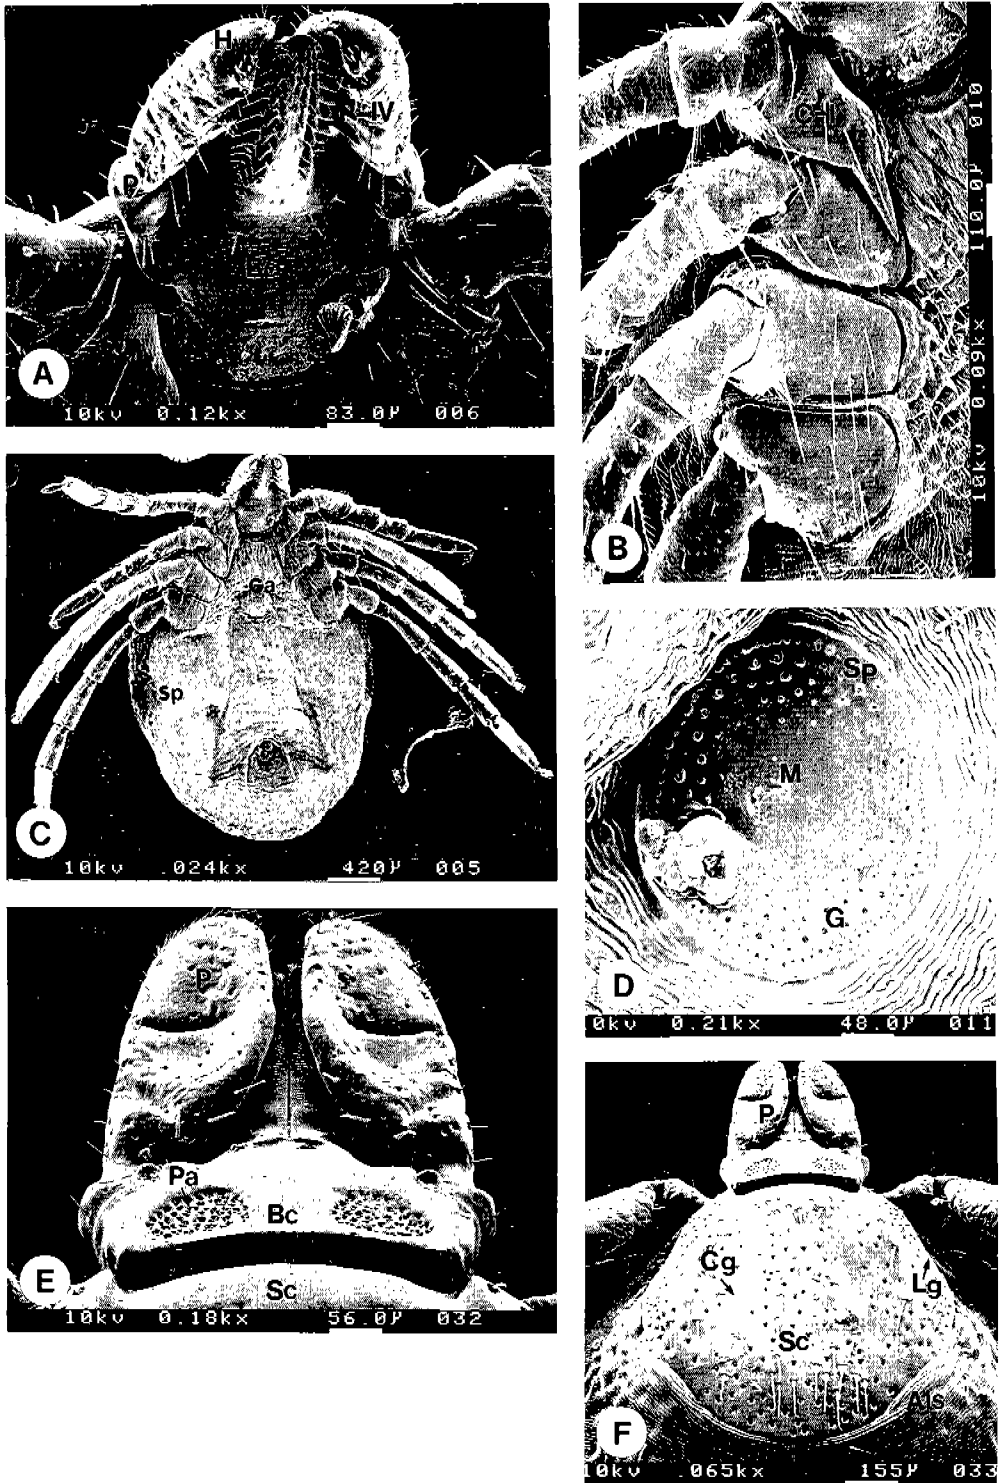 H
IV
P
A
10kv 0.12kx 83.0µ 006
B
10kv 0.09kx 110.0µ 010
Ga
Sp
C
10kv .024kx 420µ 005
Sp
M
G
D
0kv 0.21kx 48.0µ 011
P
Pa
Bc
E
Sc
10kv 0.18kx 56.0µ 032
P
Cg
Lg
Sc
Als
F
10kv .065kx 155µ 033